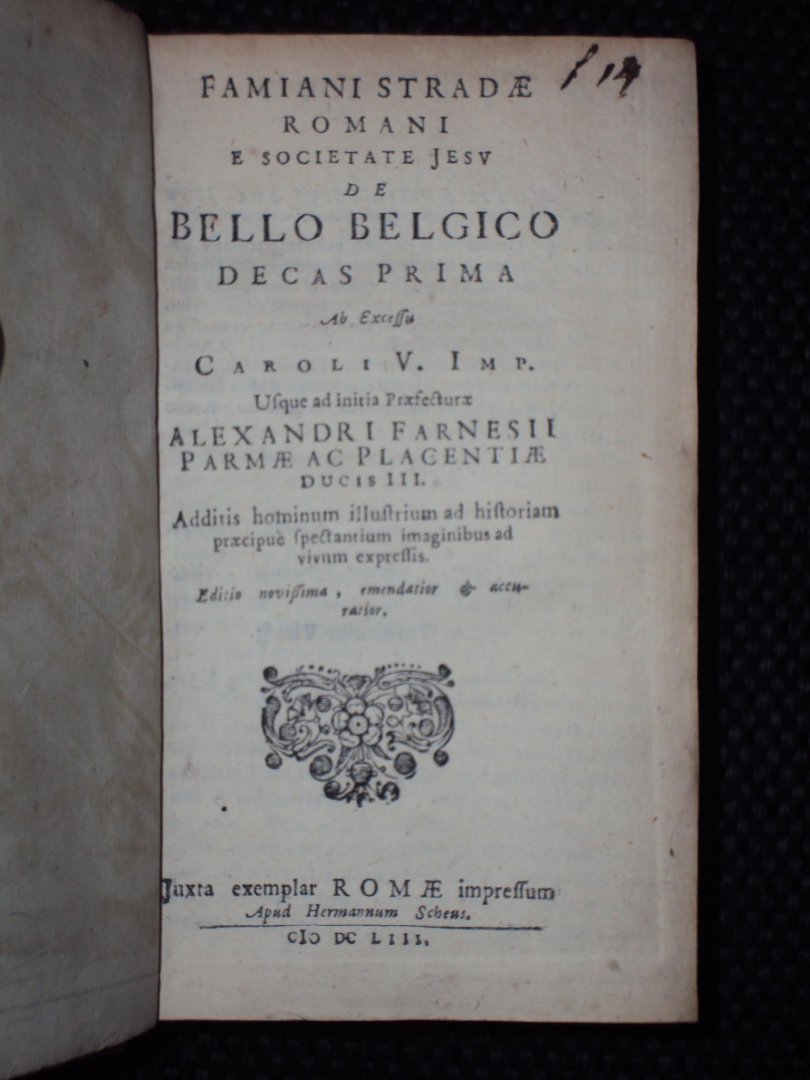 FAMIANI STRADÆ
ROMANI
E SOCIETATE JESV
DE
BELLO BELGICO
DECAS PRIMA
Ab Excessu
CAROLI V. IMP.
Usque ad initia Præfecturæ
ALEXANDRI FARNESII
PARMÆ AC PLACENTIÆ
DUCIS III.
Additis hominum illustrium ad historiam
præcipuè spectantium imaginibus ad
vivum expressis.
Editio novissima, emendatior & accu-
ratior.
Juxta exemplar ROMÆ impressum
Apud Hermannum Scheus.
CIↃ DC LIII.